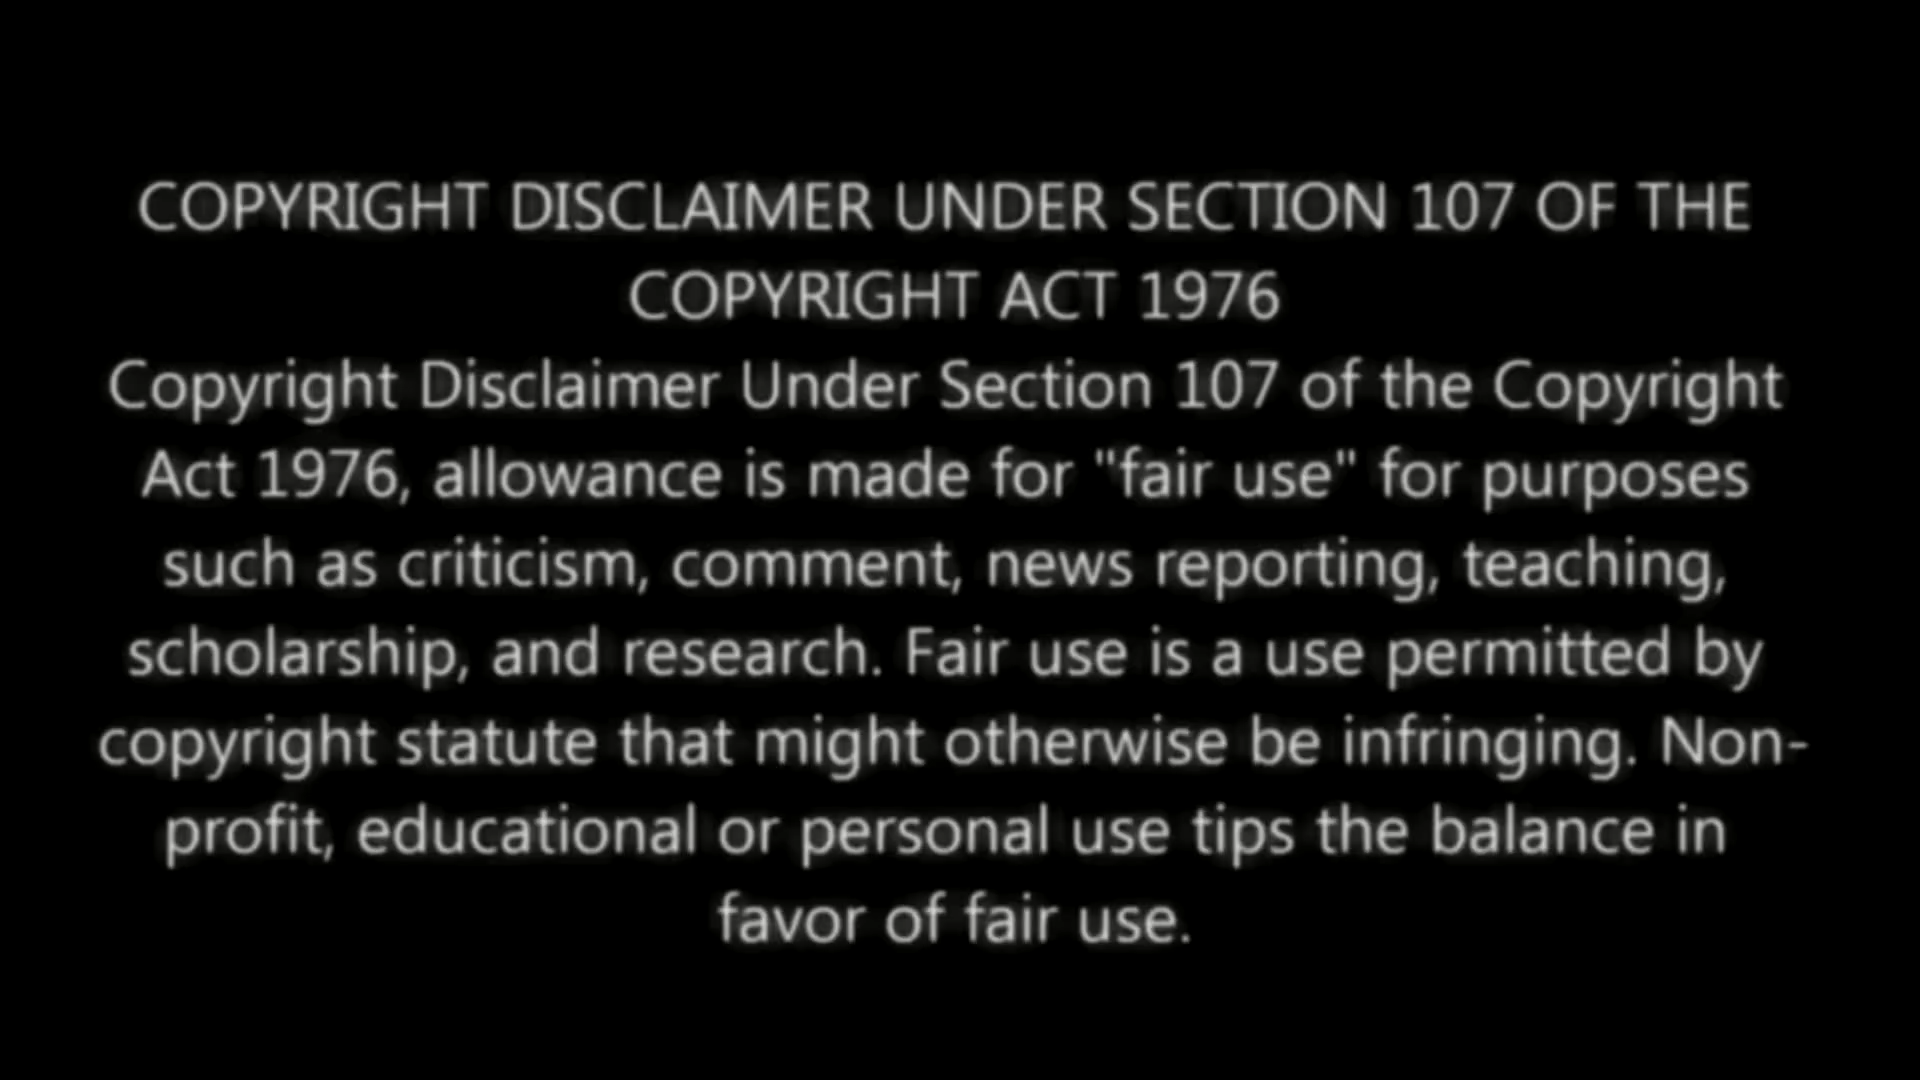 COPYRIGHT DISCLAIMER UNDER SECTION 107 OF THE
COPYRIGHT ACT 1976
Copyright Disclaimer Under Section 107 of the Copyright
Act 1976, allowance is made for "fair use" for purposes
such as criticism, comment, news reporting, teaching,
scholarship, and research. Fair use is a use permitted by
copyright statute that might otherwise be infringing. Non-
profit, educational or personal use tips the balance in
favor of fair use.